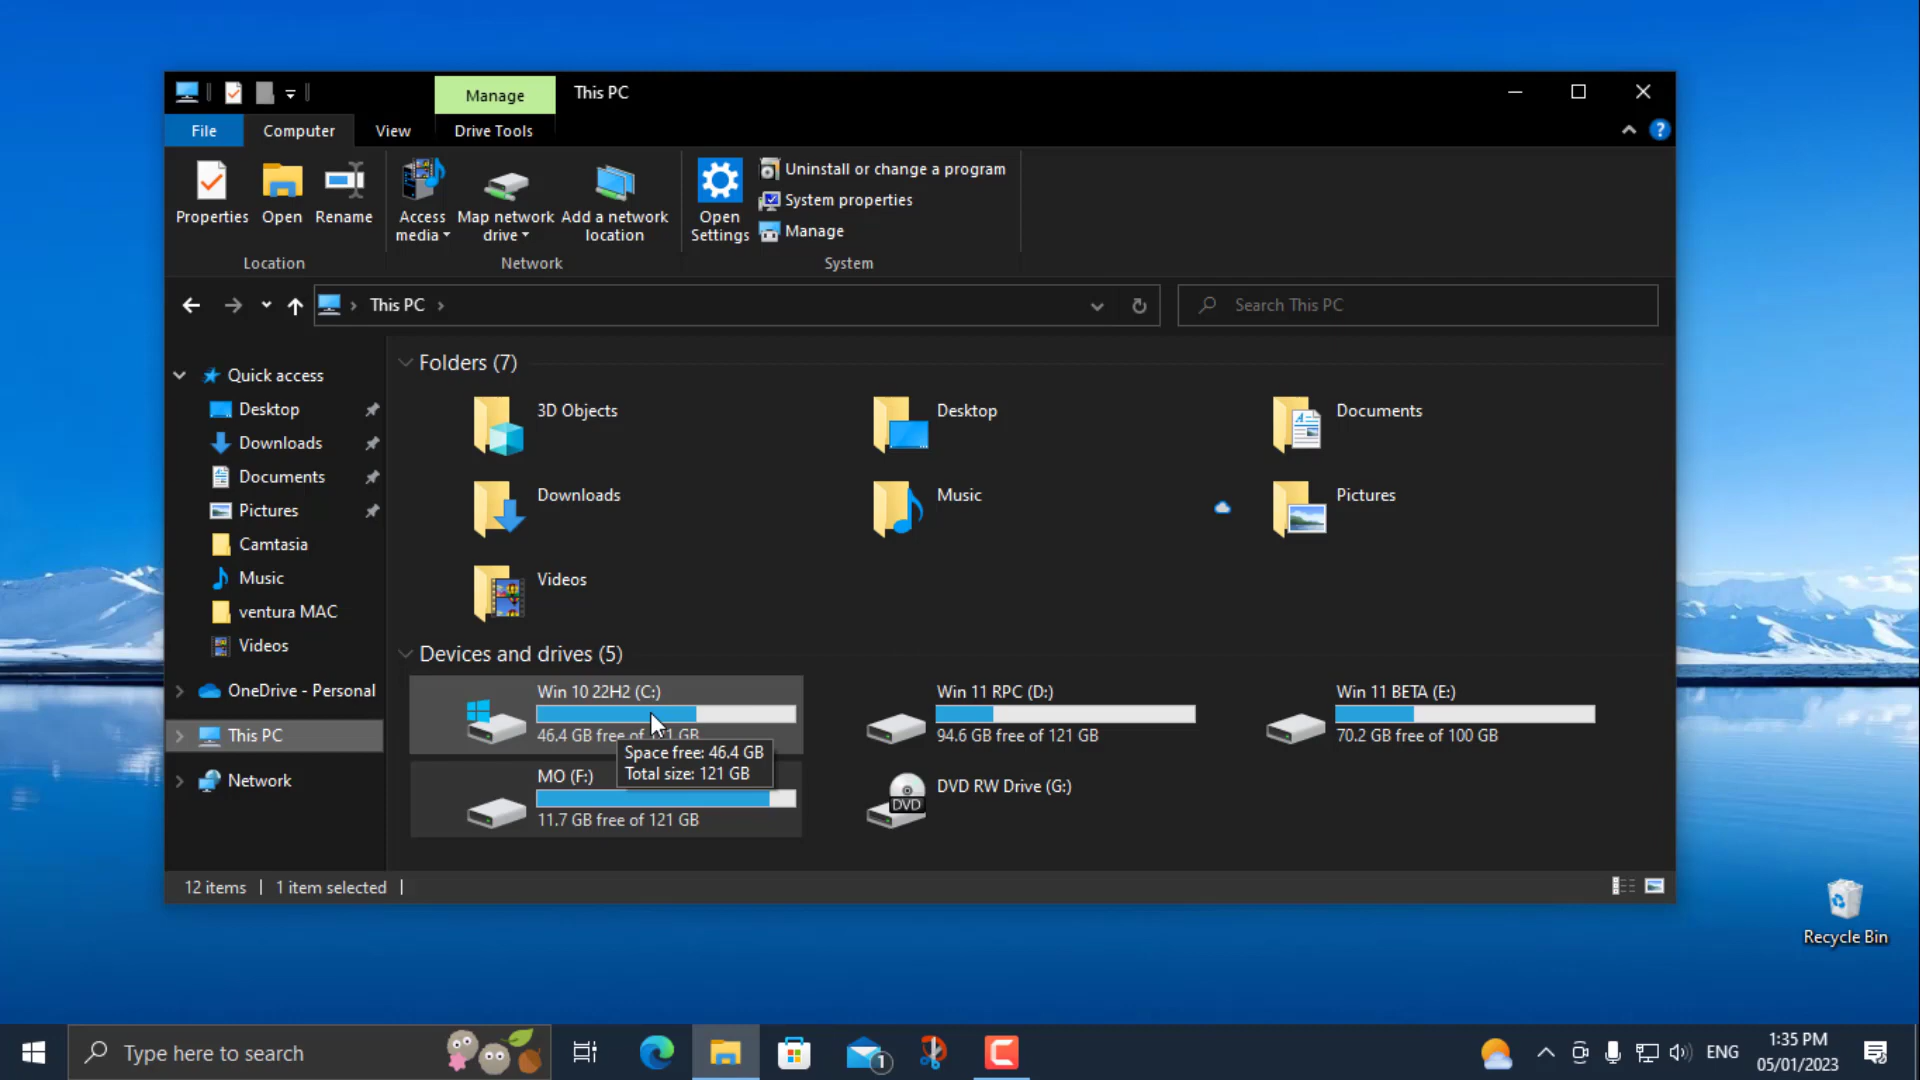 Manage
This PC
File
Computer
View
Drive Tools
Properties
Open
Rename
Access
media
Map network
drive
Add a network
location
Open
Settings
Uninstall or change a program
System properties
Manage
Location
Network
System
This PC
Search This PC
Quick access
Desktop
Downloads
Documents
Pictures
Camtasia
Music
ventura MAC
Videos
OneDrive - Personal
This PC
Network
Folders (7)
3D Objects
Desktop
Documents
Downloads
Music
Pictures
Videos
Devices and drives (5)
Win 10 22H2 (C:)
46.4 GB free of 121 GB
Space free: 46.4 GB
Total size: 121 GB
Win 11 RPC (D:)
94.6 GB free of 121 GB
Win 11 BETA (E:)
70.2 GB free of 100 GB
MO (F:)
11.7 GB free of 121 GB
DVD RW Drive (G:)
DVD
12 items
1 item selected
Recycle Bin
Type here to search
1
ENG
1:35 PM
05/01/2023